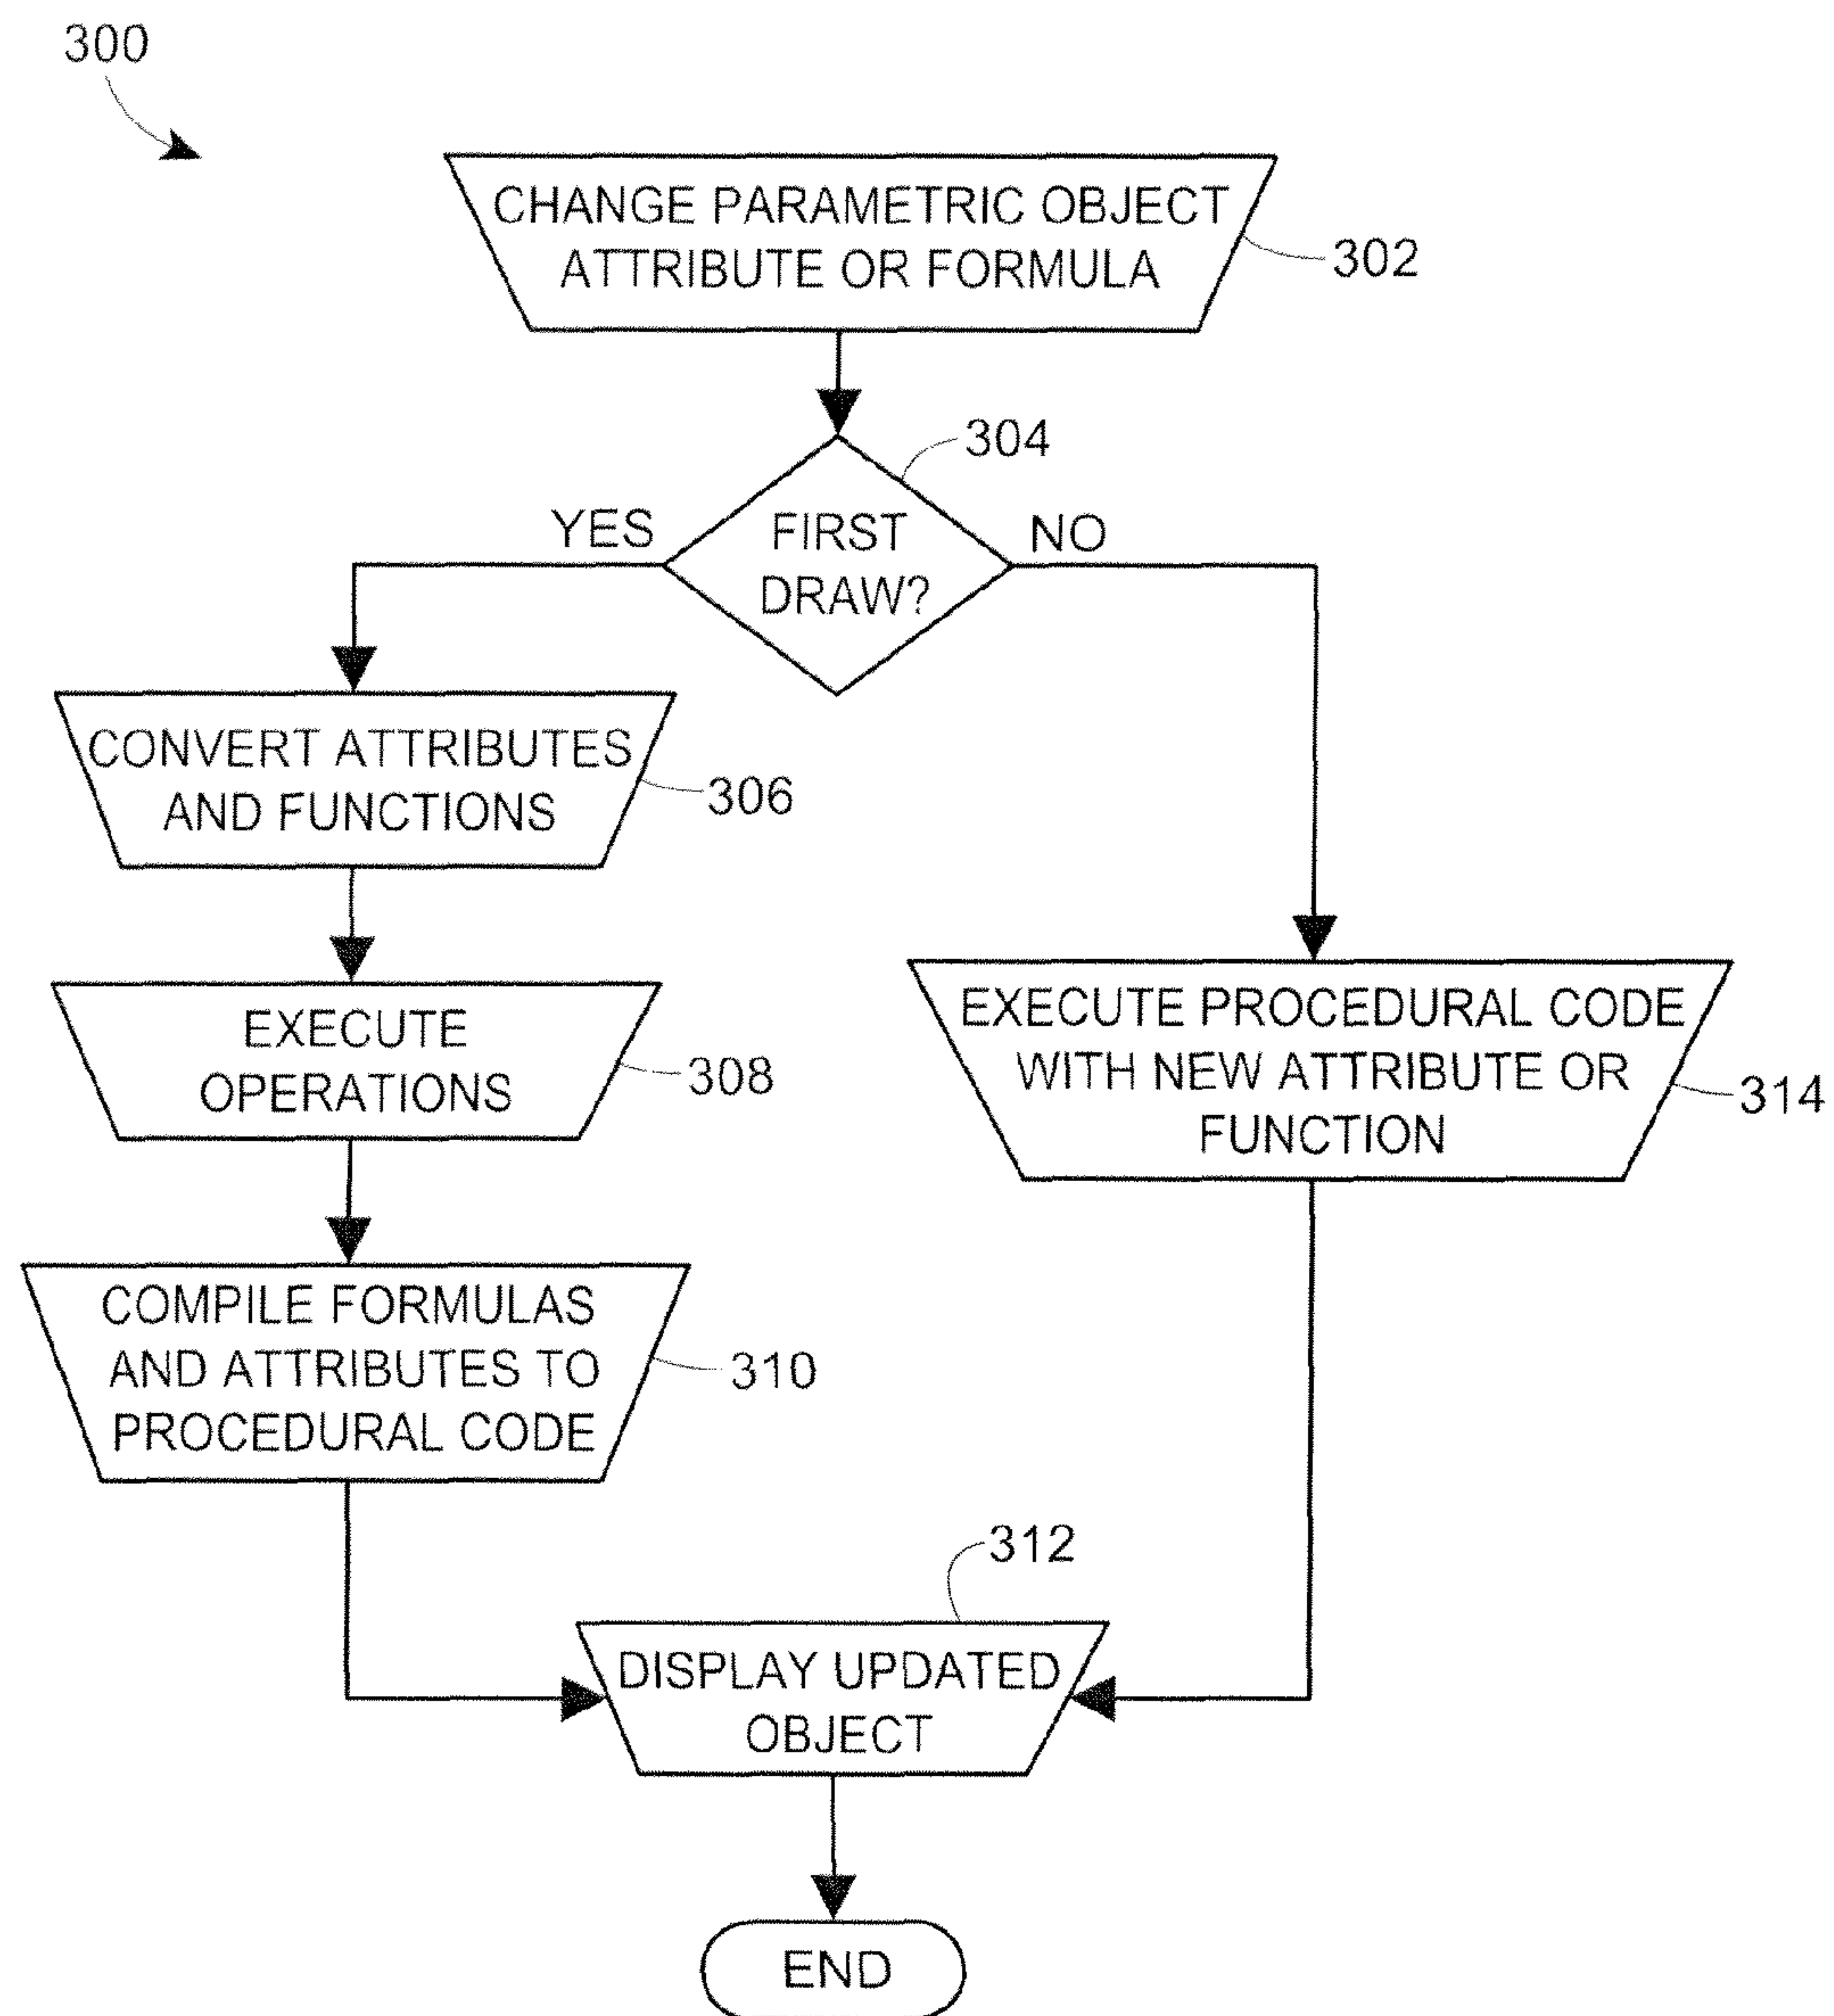 300
CHANGE PARAMETRIC OBJECT
ATTRIBUTE OR FORMULA
302
304
YES
FIRST
DRAW?
NO
CONVERT ATTRIBUTES
AND FUNCTIONS
306
EXECUTE
OPERATIONS
308
EXECUTE PROCEDURAL CODE
WITH NEW ATTRIBUTE OR
FUNCTION
314
COMPILE FORMULAS
AND ATTRIBUTES TO
PROCEDURAL CODE
310
312
DISPLAY UPDATED
OBJECT
END